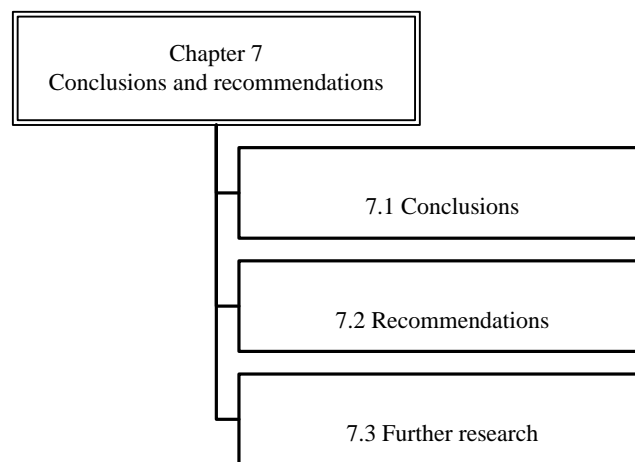 Chapter 7
Conclusions and recommendations
7.1 Conclusions
7.2 Recommendations
7.3 Further research